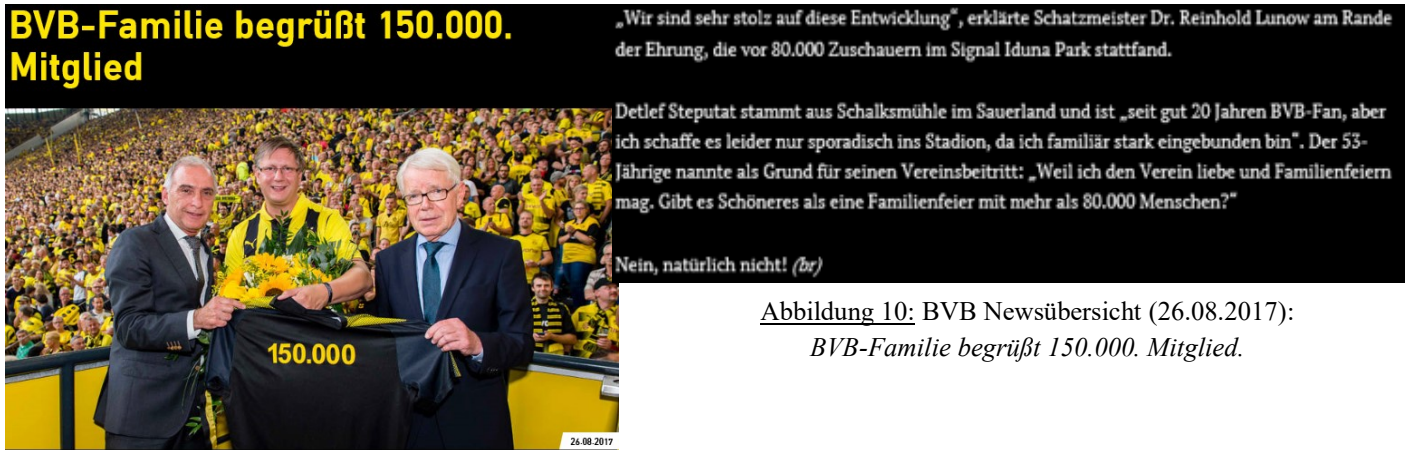 BVB-Familie begrüßt 150.000.
Mitglied
150.000
26-08-2017
„Wir sind sehr stolz auf diese Entwicklung“, erklärte Schatzmeister Dr. Reinhold Lunow am Rande
der Ehrung, die vor 80.000 Zuschauern im Signal Iduna Park stattfand.
Detlef Steputat stammt aus Schalksmühle im Sauerland und ist „seit gut 20 Jahren BVB-Fan, aber
ich schaffe es leider nur sporadisch ins Stadion, da ich familiär stark eingebunden bin“. Der 53-
Jährige nannte als Grund für seinen Vereinsbeitritt: „Weil ich den Verein liebe und Familienfeiern
mag. Gibt es Schöneres als eine Familienfeier mit mehr als 80.000 Menschen?“
Nein, natürlich nicht! (br)
Abbildung 10: BVB Newsübersicht (26.08.2017):
BVB-Familie begrüßt 150.000. Mitglied.